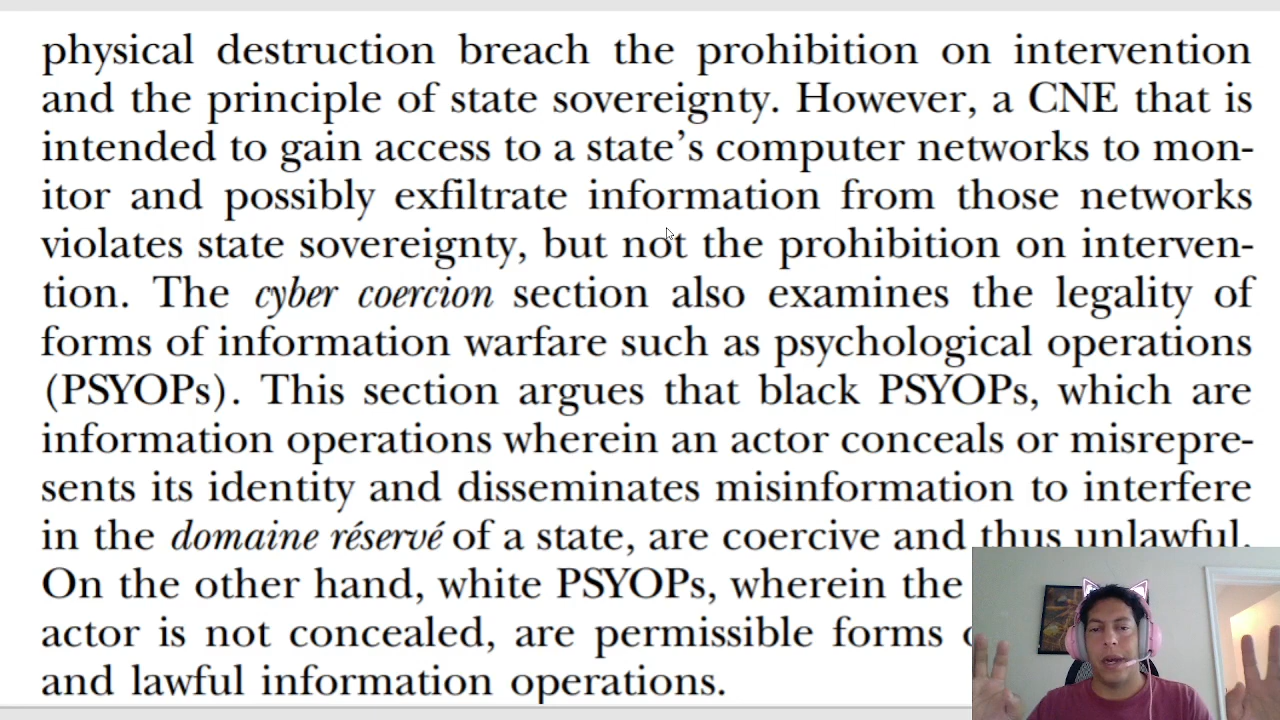 physical destruction breach the prohibition on intervention
and the principle of state sovereignty. However, a CNE that is
intended to gain access to a state’s computer networks to mon-
itor and possibly exfiltrate information from those networks
violates state sovereignty, but not the prohibition on interven-
tion. The cyber coercion section also examines the legality of
forms of information warfare such as psychological operations
(PSYOPs). This section argues that black PSYOPs, which are
information operations wherein an actor conceals or misrepre-
sents its identity and disseminates misinformation to interfere
in the domaine réservé of a state, are coercive and thus unlawful.
On the other hand, white PSYOPs, wherein the
actor is not concealed, are permissible forms
and lawful information operations.